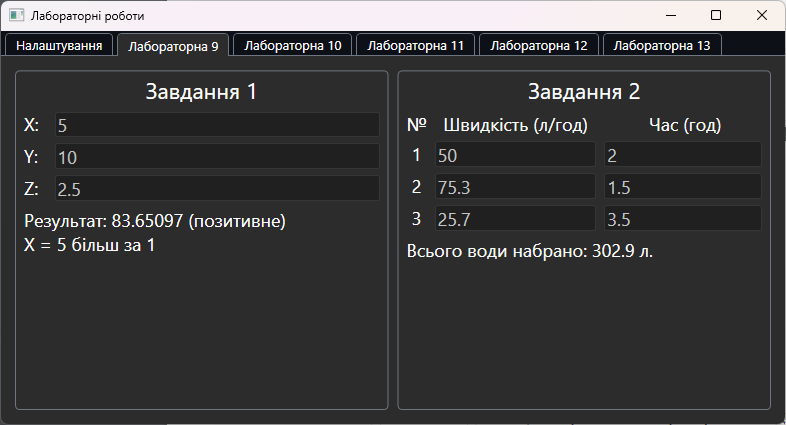 Лабораторні роботи
Налаштування Лабораторна 9 Лабораторна 10 Лабораторна 11 Лабораторна 12 Лабораторна 13
Завдання 1
X: 5
Y: 10
Z: 2.5
Результат: 83.65097 (позитивне)
X = 5 більш за 1
Завдання 2
№ Швидкість (л/год) Час (год)
1 50 2
2 75.3 1.5
3 25.7 3.5
Всього води набрано: 302.9 л.